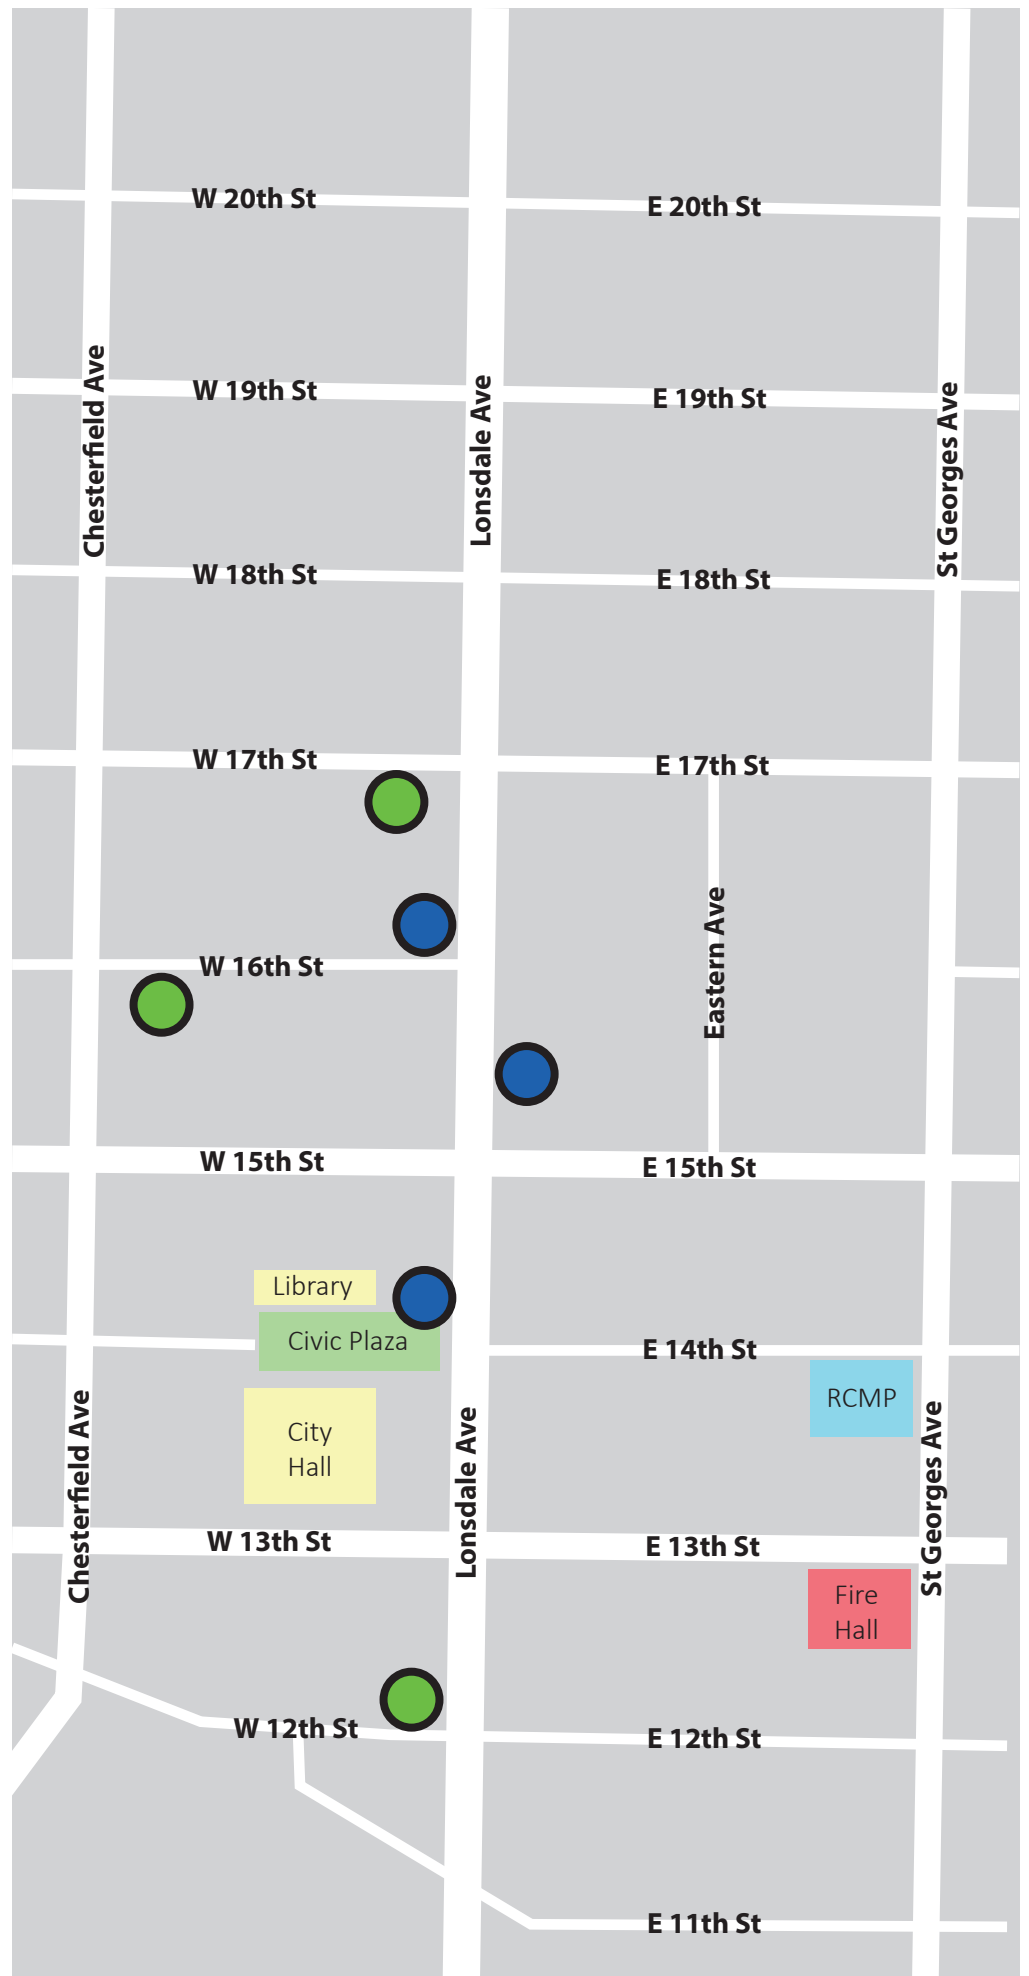 W 20th St
E 20th St
Chesterfield Ave
Lonsdale Ave
St Georges Ave
W 19th St
E 19th St
W 18th St
E 18th St
W 17th St
E 17th St
Eastern Ave
W 16th St
W 15th St
E 15th St
Library
Civic Plaza
E 14th St
RCMP
City
Hall
Chesterfield Ave
Lonsdale Ave
St Georges Ave
W 13th St
E 13th St
Fire
Hall
W 12th St
E 12th St
E 11th St